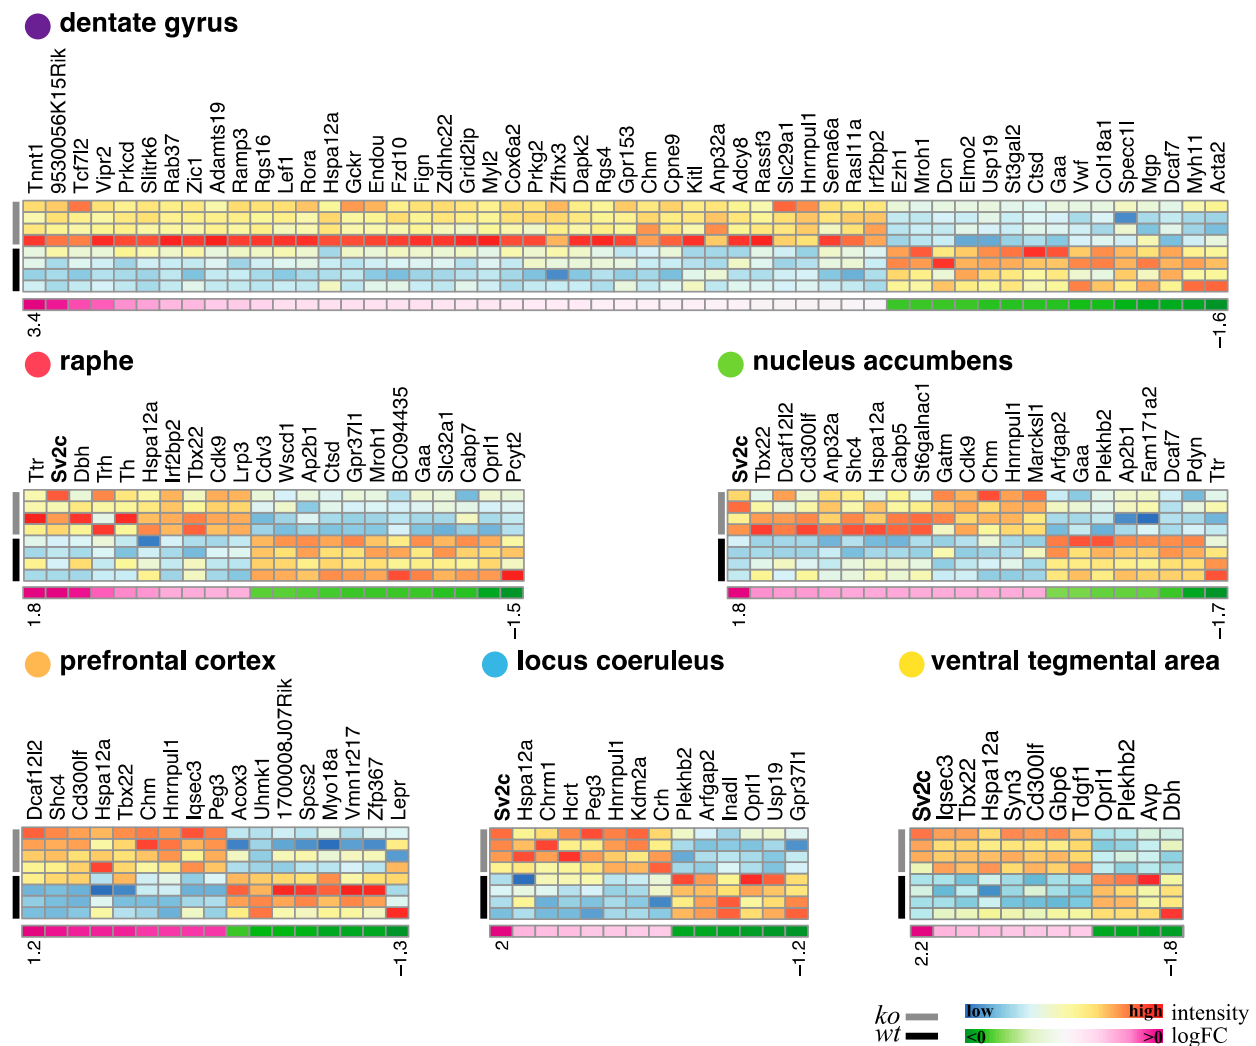 dentate gyrus
Tnnt1 9530056K15Rik Tcf7l2 Vipr2 Prkcd Slitrk6 Rab37 Zic1 Adamts19 Ramp3 Rgs16 Lef1 Rora Hspa12a Gckr Endou Fzd10 Fign Zdhhc22 Grid2ip Myl2 Cox6a2 Prkg2 Zfhx3 Dapk2 Rgs4 Gpr153 Chm Cpne9 Kitl Anp32a Adcy8 Rassf3 Slc29a1 Hnrnpul1 Sema6a Rasl11a Irf2bp2 Ezh1 Mroh1 Dcn Elmo2 Usp19 St3gal2 Ctsd Gaa Vwf Col18a1 Specc1l Mgp Dcaf7 Myh11 Acta2
3.4 −1.6
raphe
Ttr Sv2c Dbh Trh Th Hspa12a Irf2bp2 Tbx22 Cdk9 Lrp3 Cdv3 Wscd1 Ap2b1 Ctsd Gpr37l1 Mroh1 BC094435 Gaa Slc32a1 Cabp7 Oprl1 Pcyt2
1.8 −1.5
nucleus accumbens
Sv2c Tbx22 Dcaf12l2 Cd300lf Anp32a Shc4 Hspa12a Cabp5 St6galnac1 Gatm Cdk9 Chm Hnrnpul1 Marcksl1 Arfgap2 Gaa Plekhb2 Ap2b1 Fam171a2 Dcaf7 Pdyn Ttr
1.8 −1.7
prefrontal cortex
Dcaf12l2 Shc4 Cd300lf Hspa12a Tbx22 Chm Hnrnpul1 Iqsec3 Peg3 Acox3 Uhmk1 1700008J07Rik Spcs2 Myo18a Vmn1r217 Zfp367 Lepr
1.2 −1.3
locus coeruleus
Sv2c Hspa12a Chrm1 Hcrt Peg3 Hnrnpul1 Kdm2a Crh Plekhb2 Arfgap2 Inadl Oprl1 Usp19 Gpr37l1
2 −1.2
ventral tegmental area
Sv2c Iqsec3 Tbx22 Hspa12a Syn3 Cd300lf Gbp6 Tdgf1 Oprl1 Plekhb2 Avp Dbh
2.2 −1.8
ko low high intensity
wt <0 >0 logFC